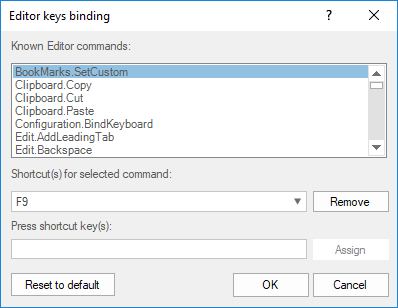 Editor keys binding
?
Known Editor commands:
BookMarks.SetCustom
Clipboard.Copy
Clipboard.Cut
Clipboard.Paste
Configuration.BindKeyboard
Edit.AddLeadingTab
Edit.Backspace
Shortcut(s) for selected command:
F9
Remove
Press shortcut key(s):
Assign
Reset to default
OK
Cancel